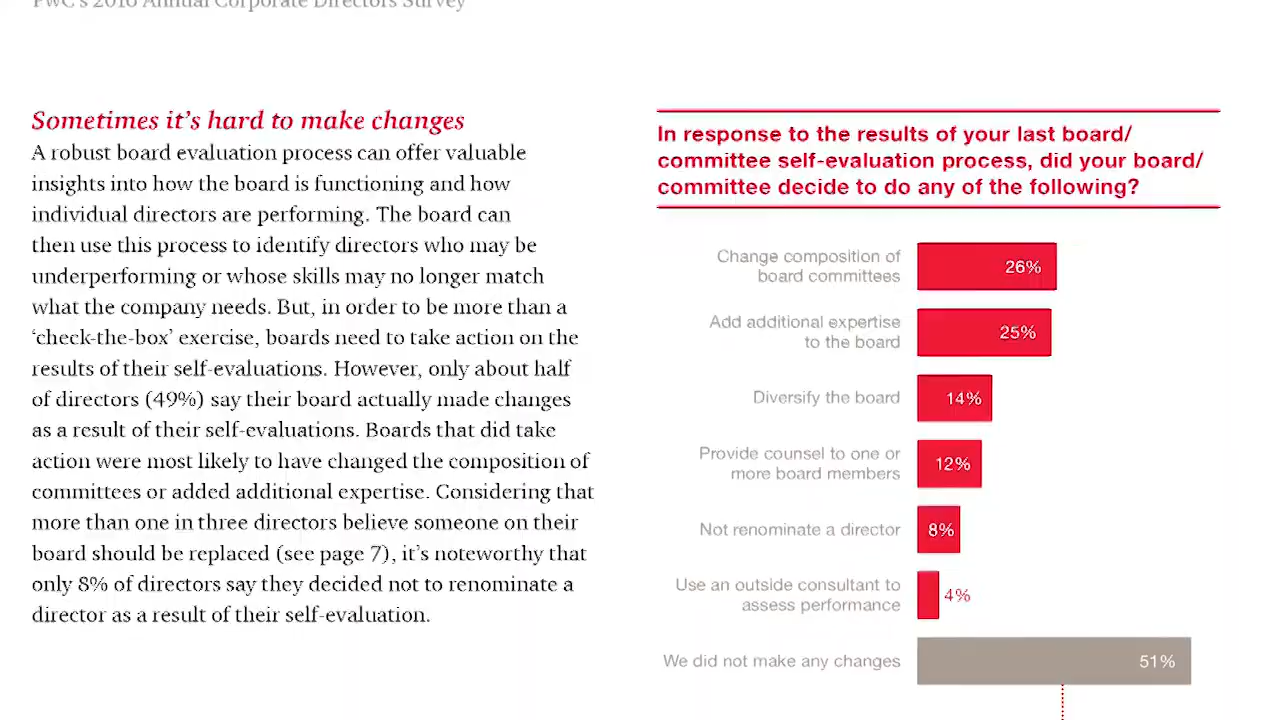 PwC's 2016 Annual Corporate Directors Survey
Sometimes it's hard to make changes
A robust board evaluation process can offer valuable
insights into how the board is functioning and how
individual directors are performing. The board can
then use this process to identify directors who may be
underperforming or whose skills may no longer match
what the company needs. But, in order to be more than a
‘check-the-box’ exercise, boards need to take action on the
results of their self-evaluations. However, only about half
of directors (49%) say their board actually made changes
as a result of their self-evaluations. Boards that did take
action were most likely to have changed the composition of
committees or added additional expertise. Considering that
more than one in three directors believe someone on their
board should be replaced (see page 7), it's noteworthy that
only 8% of directors say they decided not to renominate a
director as a result of their self-evaluation.
In response to the results of your last board/
committee self-evaluation process, did your board/
committee decide to do any of the following?
Change composition of
board committees
26%
Add additional expertise
to the board
25%
Diversify the board
14%
Provide counsel to one or
more board members
12%
Not renominate a director
8%
Use an outside consultant to
assess performance
4%
We did not make any changes
51%